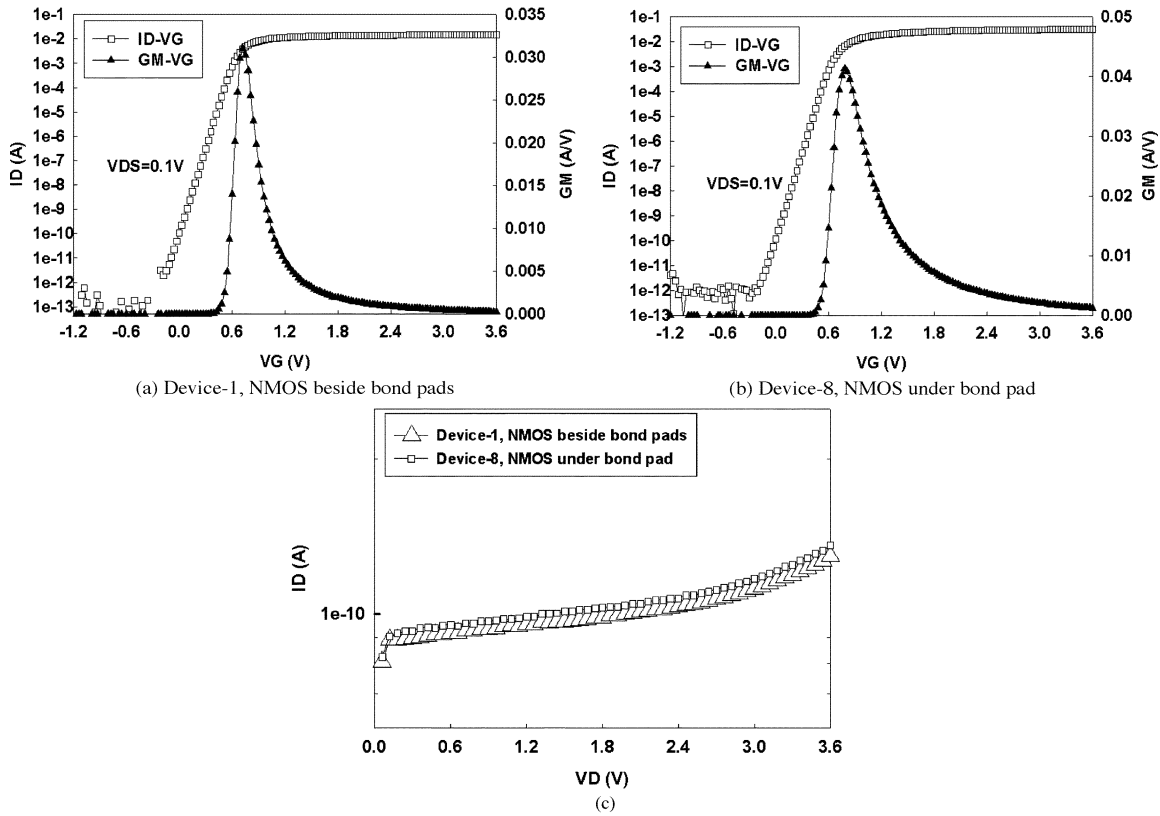 1e-1
1e-2
1e-3
1e-4
1e-5
1e-6
1e-7
1e-8
1e-9
1e-10
1e-11
1e-12
1e-13
ID (A)
ID-VG
GM-VG
VDS=0.1V
0.035
0.030
0.025
0.020
0.015
0.010
0.005
0.000
GM (A/V)
-1.2 -0.6 0.0 0.6 1.2 1.8 2.4 3.0 3.6
VG (V)
(a) Device-1, NMOS beside bond pads
1e-1
1e-2
1e-3
1e-4
1e-5
1e-6
1e-7
1e-8
1e-9
1e-10
1e-11
1e-12
1e-13
ID (A)
ID-VG
GM-VG
VDS=0.1V
0.05
0.04
0.03
0.02
0.01
0.00
GM (A/V)
-1.2 -0.6 0.0 0.6 1.2 1.8 2.4 3.0 3.6
VG (V)
(b) Device-8, NMOS under bond pad
Device-1, NMOS beside bond pads
Device-8, NMOS under bond pad
ID (A)
1e-10
0.0 0.6 1.2 1.8 2.4 3.0 3.6
VD (V)
(c)